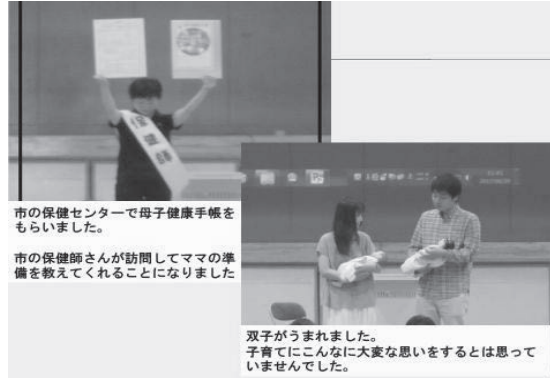 保健師
市の保健センターで母子健康手帳を
もらいました。
市の保健師さんが訪問してママの準
備を教えてくれることになりました
双子がうまれました。
子育てにこんなに大変な思いをするとは思って
いませんでした。